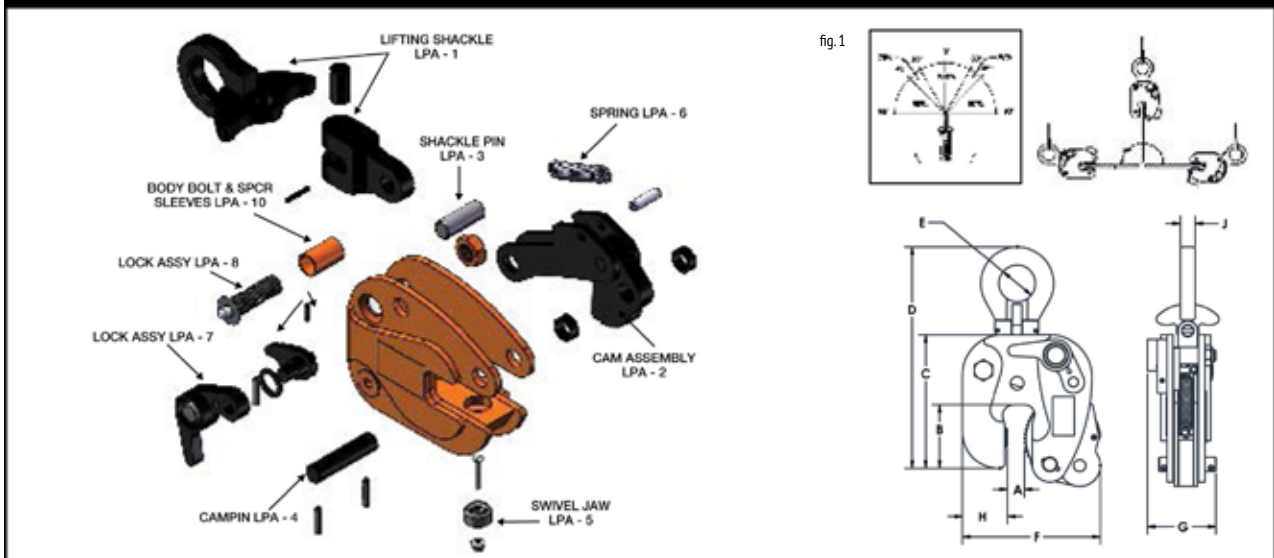 LIFTING SHACKLE
LPA - 1
SPRING LPA - 6
SHACKLE PIN
LPA - 3
BODY BOLT & SPCR
SLEEVES LPA - 10
LOCK ASSY LPA - 8
LOCK ASSY LPA - 7
CAM ASSEMBLY
LPA - 2
CAMPIN LPA - 4
SWIVEL JAW
LPA - 5
fig. 1
E
J
D
C
B
A
H
F
G